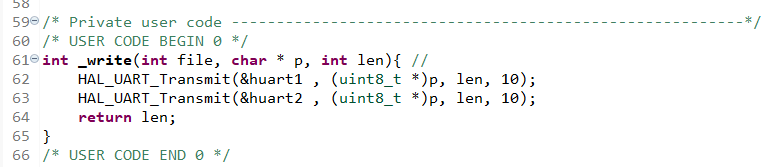 58
59 /* Private user code ---------------------------------------------------------*/
60 /* USER CODE BEGIN 0 */
61 int _write(int file, char * p, int len){ //
62     HAL_UART_Transmit(&huart1 , (uint8_t *)p, len, 10);
63     HAL_UART_Transmit(&huart2 , (uint8_t *)p, len, 10);
64     return len;
65 }
66 /* USER CODE END 0 */